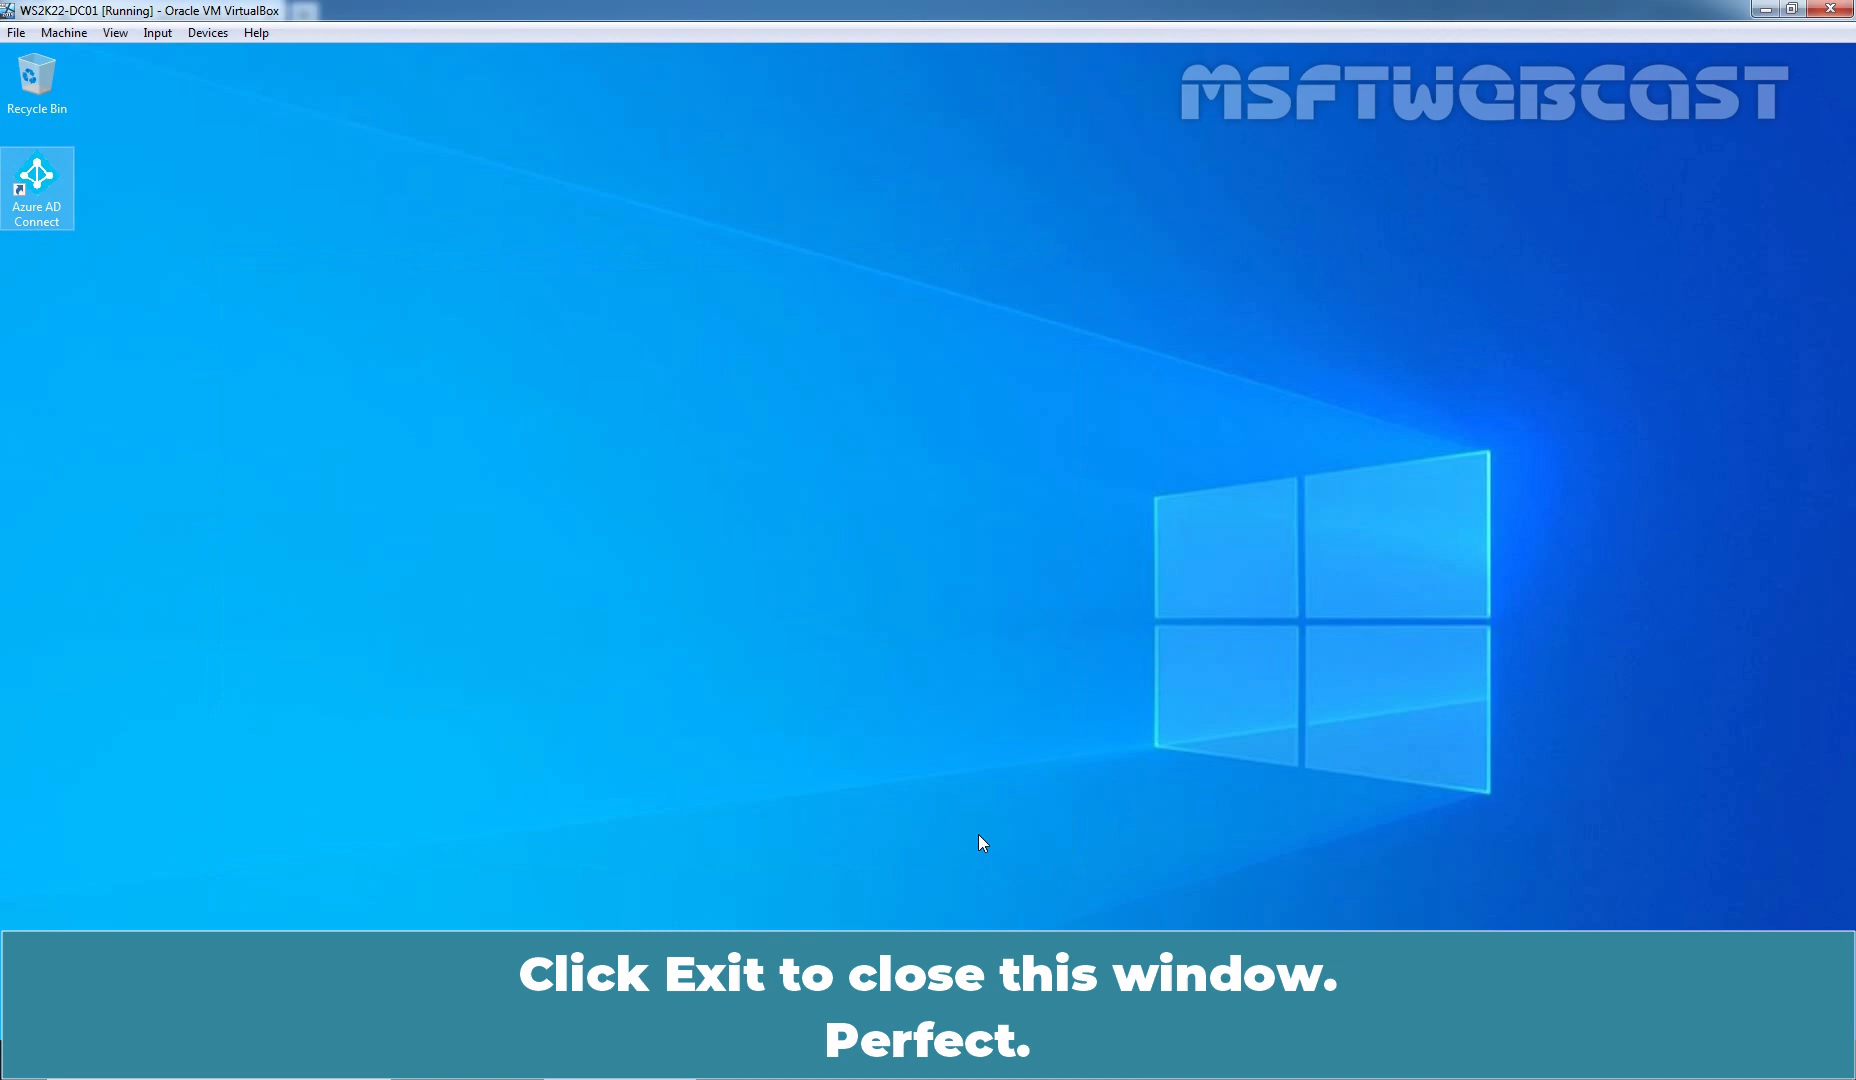 WS2K22-DC01 [Running] - Oracle VM VirtualBox
File Machine View Input Devices Help
MSFTWEBCAST
Recycle Bin
Azure AD
Connect
Click Exit to close this window.
Perfect.